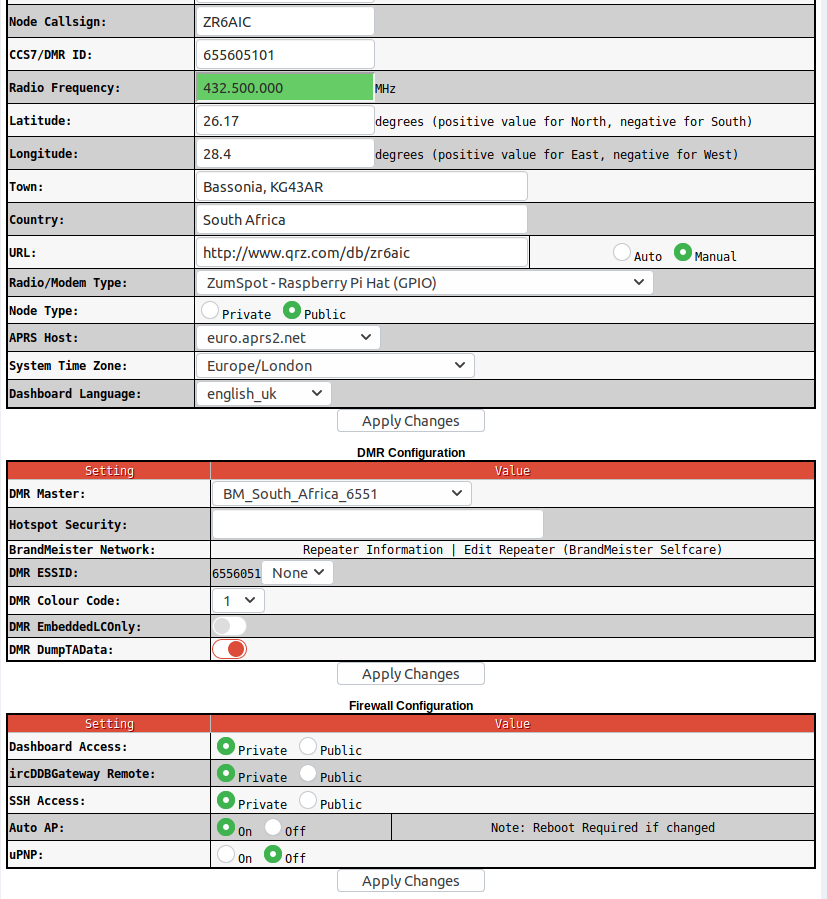 Node Callsign: ZR6AIC
CCS7/DMR ID: 655605101
Radio Frequency: 432.500.000 MHz
Latitude: 26.17 degrees (positive value for North, negative for South)
Longitude: 28.4 degrees (positive value for East, negative for West)
Town: Bassonia, KG43AR
Country: South Africa
URL: http://www.qrz.com/db/zr6aic Auto Manual
Radio/Modem Type: ZumSpot - Raspberry Pi Hat (GPIO)
Node Type: Private Public
APRS Host: euro.aprs2.net
System Time Zone: Europe/London
Dashboard Language: english_uk
Apply Changes
DMR Configuration
Setting Value
DMR Master: BM_South_Africa_6551
Hotspot Security:
BrandMeister Network: Repeater Information | Edit Repeater (BrandMeister Selfcare)
DMR ESSID: 6556051 None
DMR Colour Code: 1
DMR EmbeddedLCOnly:
DMR DumpTAData:
Apply Changes
Firewall Configuration
Setting Value
Dashboard Access: Private Public
ircDDBGateway Remote: Private Public
SSH Access: Private Public
Auto AP: On Off Note: Reboot Required if changed
uPNP: On Off
Apply Changes